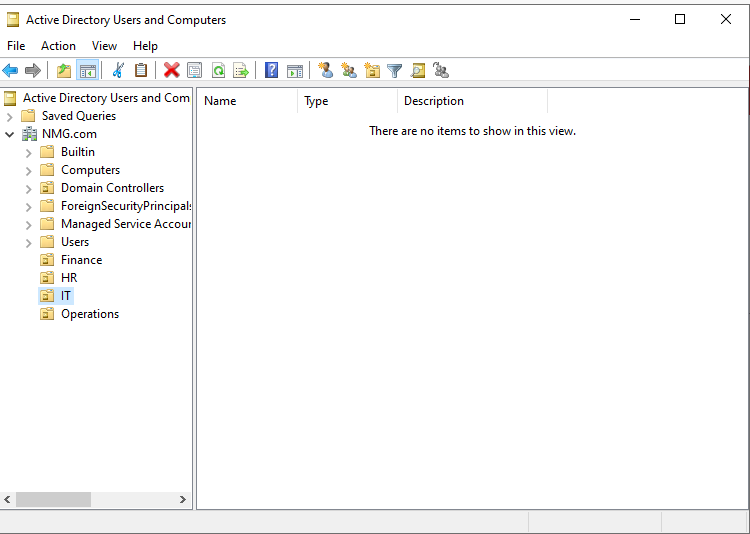 Active Directory Users and Computers
File Action View Help
Active Directory Users and Com
Saved Queries
NMG.com
Builtin
Computers
Domain Controllers
ForeignSecurityPrincipals
Managed Service Accour
Users
Finance
HR
IT
Operations
Name Type Description
There are no items to show in this view.